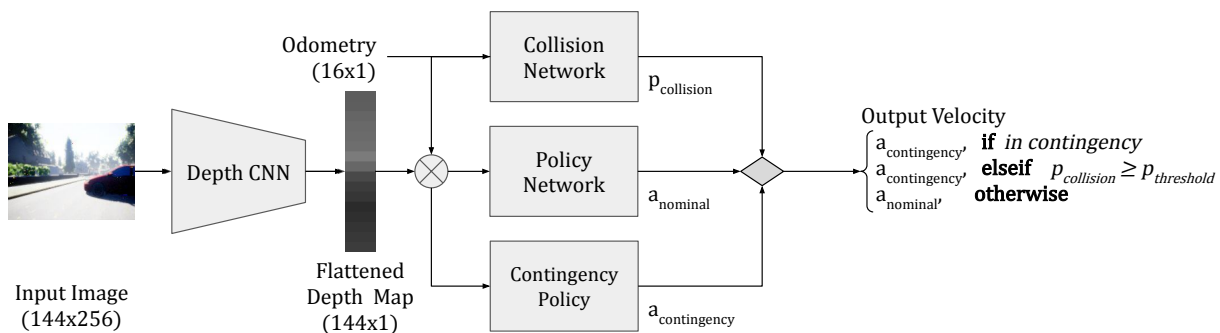 Odometry
(16x1)
Collision
Network
p_collision
Output Velocity
a_contingency, if in contingency
a_contingency, elseif p_collision ≥ p_threshold
a_nominal, otherwise
Depth CNN
Policy
Network
a_nominal
Input Image
(144x256)
Flattened
Depth Map
(144x1)
Contingency
Policy
a_contingency